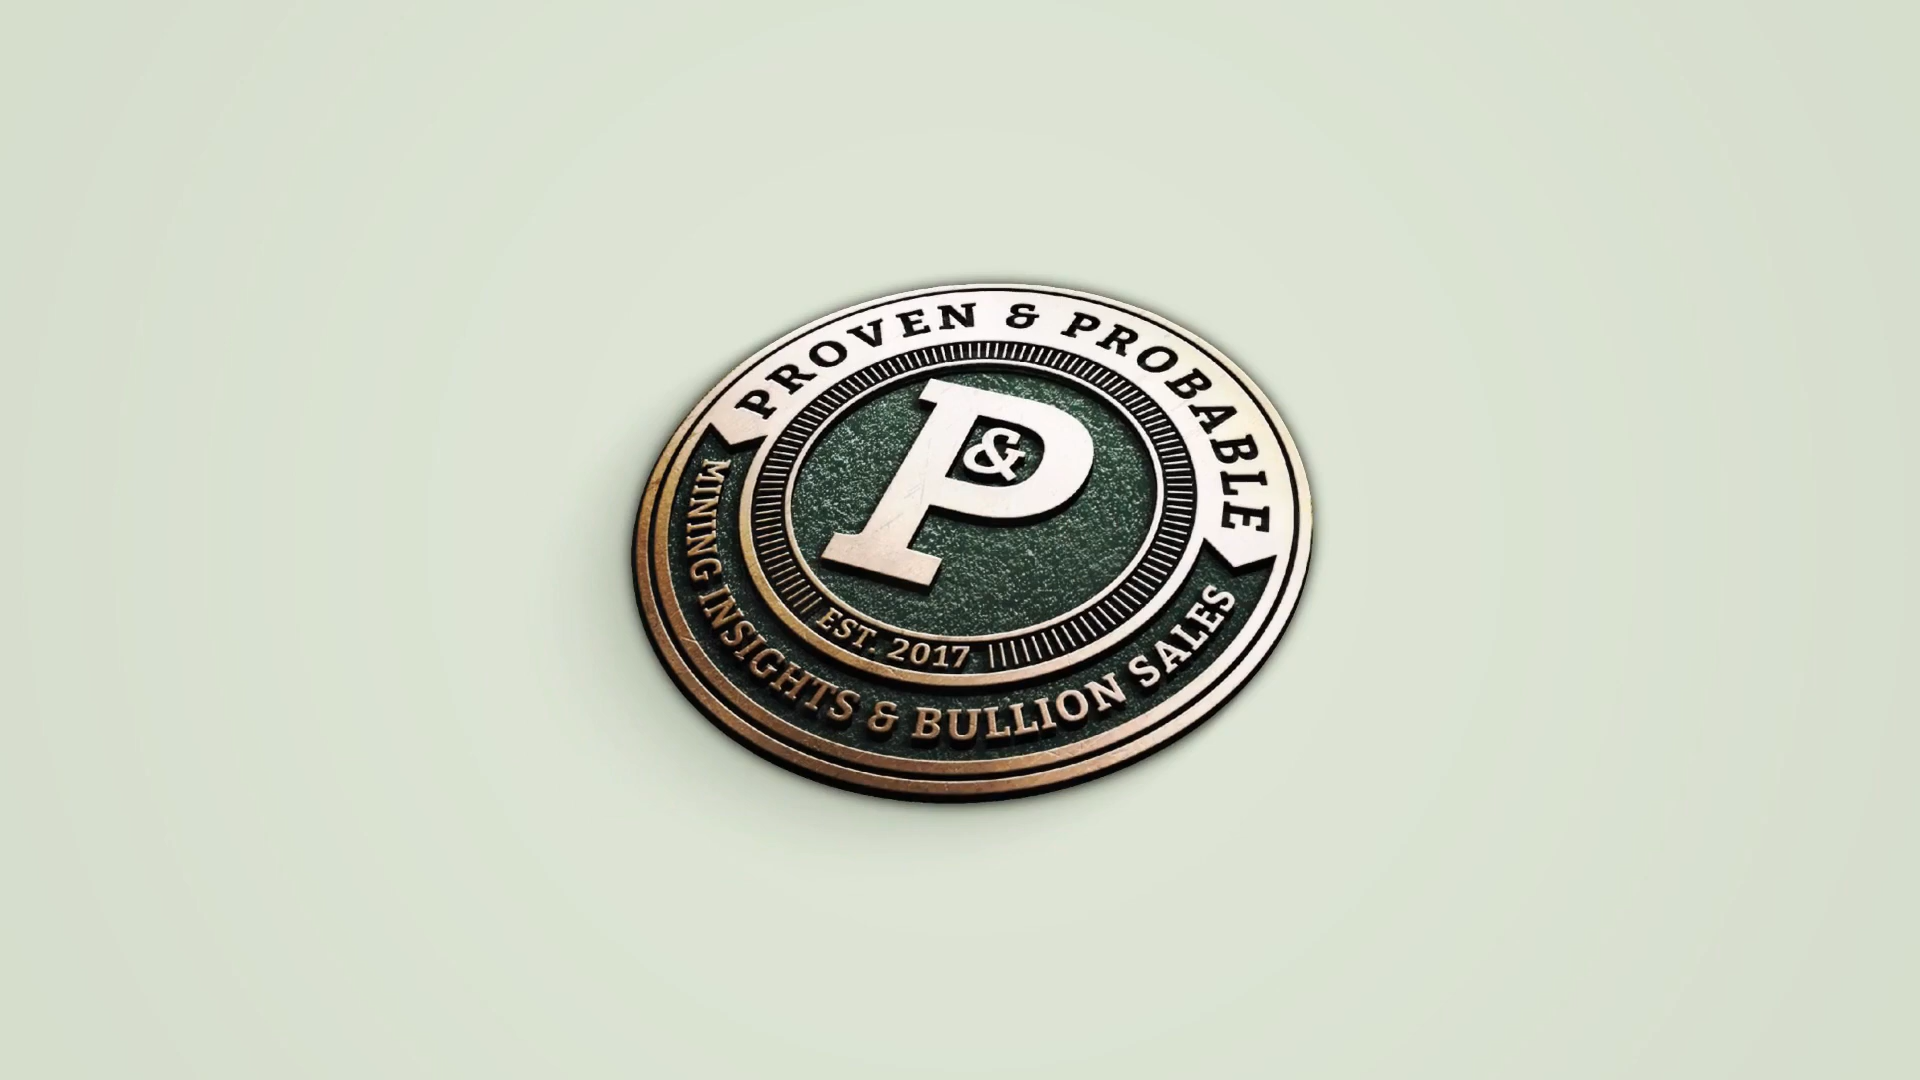 PROVEN & PROBABLE
P
&
EST. 2017
MINING INSIGHTS & BULLION SALES